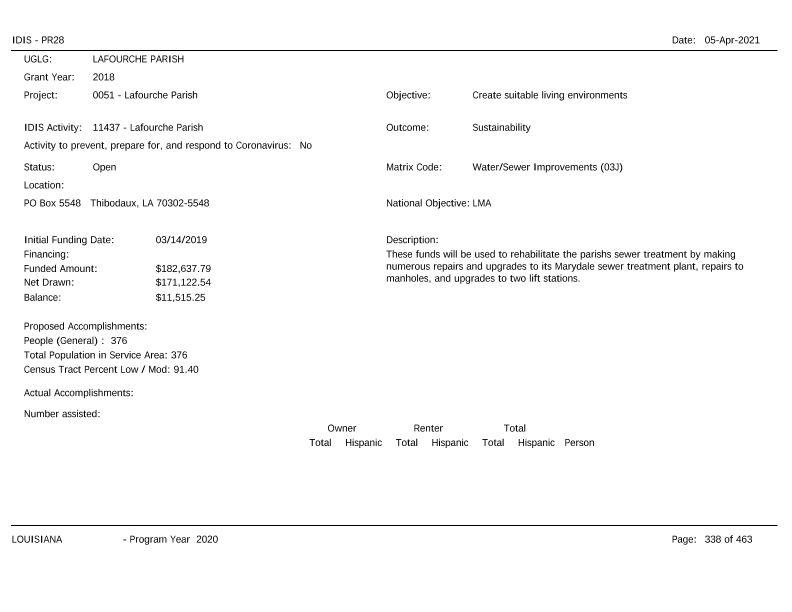 IDIS - PR28 Date: 05-Apr-2021
UGLG: LAFOURCHE PARISH
Grant Year: 2018
Project: 0051 - Lafourche Parish Objective: Create suitable living environments
IDIS Activity: 11437 - Lafourche Parish Outcome: Sustainability
Activity to prevent, prepare for, and respond to Coronavirus: No
Status: Open Matrix Code: Water/Sewer Improvements (03J)
Location:
PO Box 5548 Thibodaux, LA 70302-5548 National Objective: LMA
Initial Funding Date: 03/14/2019 Description:
Financing: These funds will be used to rehabilitate the parishs sewer treatment by making
Funded Amount: $182,637.79 numerous repairs and upgrades to its Marydale sewer treatment plant, repairs to
Net Drawn: $171,122.54 manholes, and upgrades to two lift stations.
Balance: $11,515.25
Proposed Accomplishments:
People (General) : 376
Total Population in Service Area: 376
Census Tract Percent Low / Mod: 91.40
Actual Accomplishments:
Number assisted:
Owner Renter Total
Total Hispanic Total Hispanic Total Hispanic Person
LOUISIANA - Program Year 2020 Page: 338 of 463